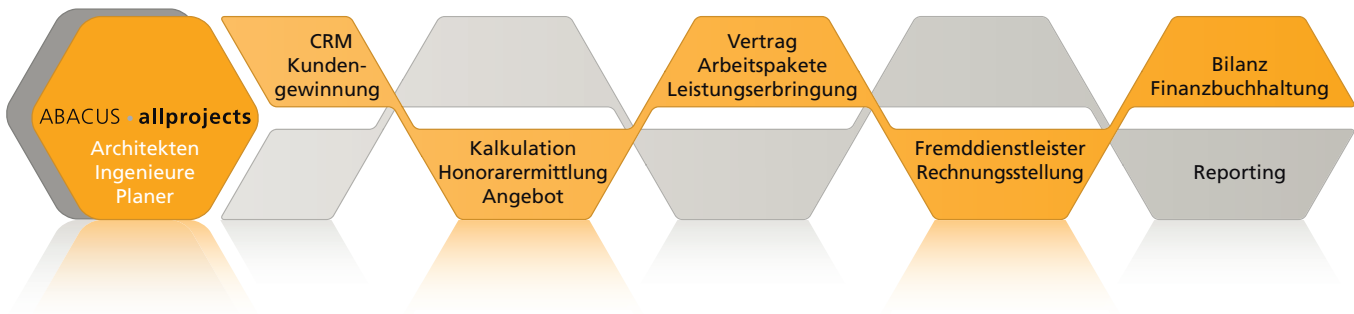 ABACUS · allprojects
Architekten
Ingenieure
Planer
CRM
Kunden-
gewinnung
Kalkulation
Honorarermittlung
Angebot
Vertrag
Arbeitspakete
Leistungserbringung
Fremddienstleister
Rechnungsstellung
Bilanz
Finanzbuchhaltung
Reporting